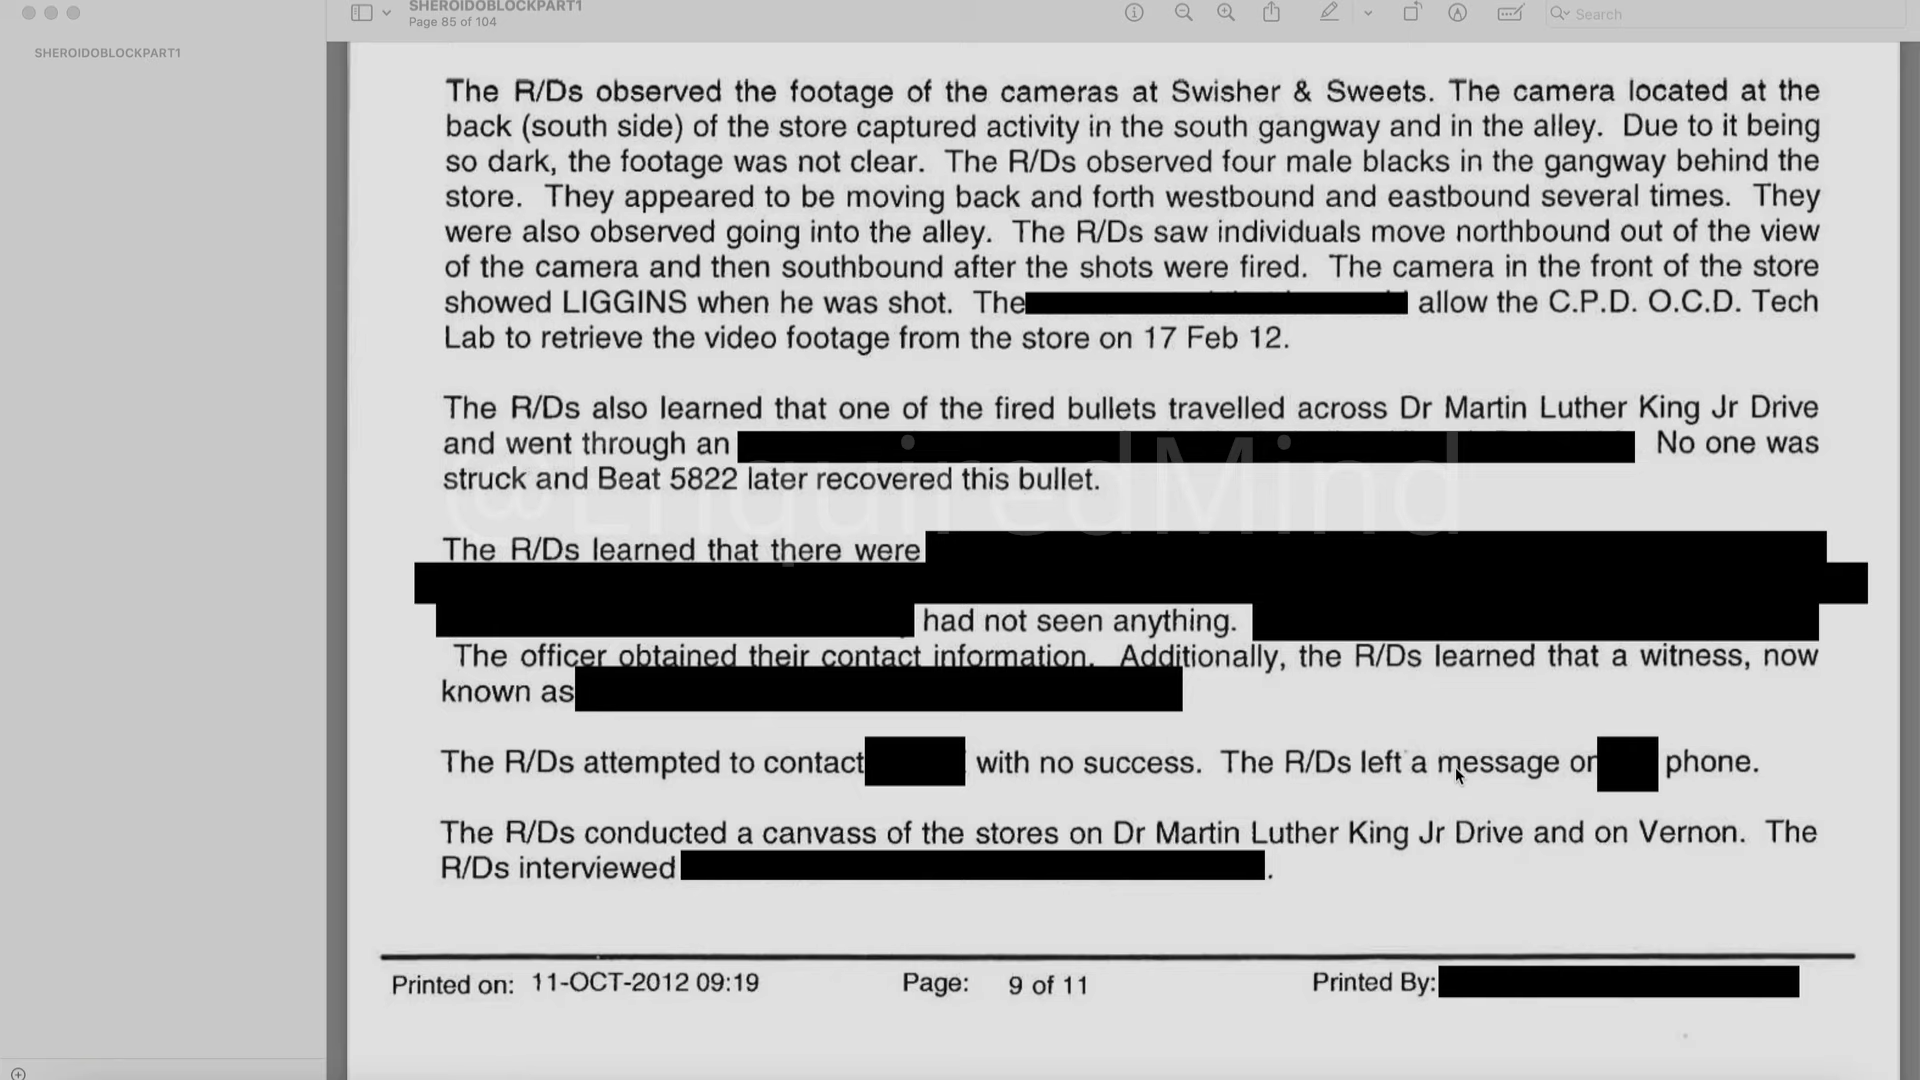 SHEROIDOBLOCKPART1
Page 85 of 104
Search
SHEROIDOBLOCKPART1
The R/Ds observed the footage of the cameras at Swisher & Sweets. The camera located at the
back (south side) of the store captured activity in the south gangway and in the alley. Due to it being
so dark, the footage was not clear. The R/Ds observed four male blacks in the gangway behind the
store. They appeared to be moving back and forth westbound and eastbound several times. They
were also observed going into the alley. The R/Ds saw individuals move northbound out of the view
of the camera and then southbound after the shots were fired. The camera in the front of the store
showed LIGGINS when he was shot. The allow the C.P.D. O.C.D. Tech
Lab to retrieve the video footage from the store on 17 Feb 12.
The R/Ds also learned that one of the fired bullets travelled across Dr Martin Luther King Jr Drive
and went through an No one was
struck and Beat 5822 later recovered this bullet.
@EnquiredMind
The R/Ds learned that there were
had not seen anything.
The officer obtained their contact information. Additionally, the R/Ds learned that a witness, now
known as
The R/Ds attempted to contact with no success. The R/Ds left a message or phone.
The R/Ds conducted a canvass of the stores on Dr Martin Luther King Jr Drive and on Vernon. The
R/Ds interviewed .
Printed on: 11-OCT-2012 09:19 Page: 9 of 11 Printed By: